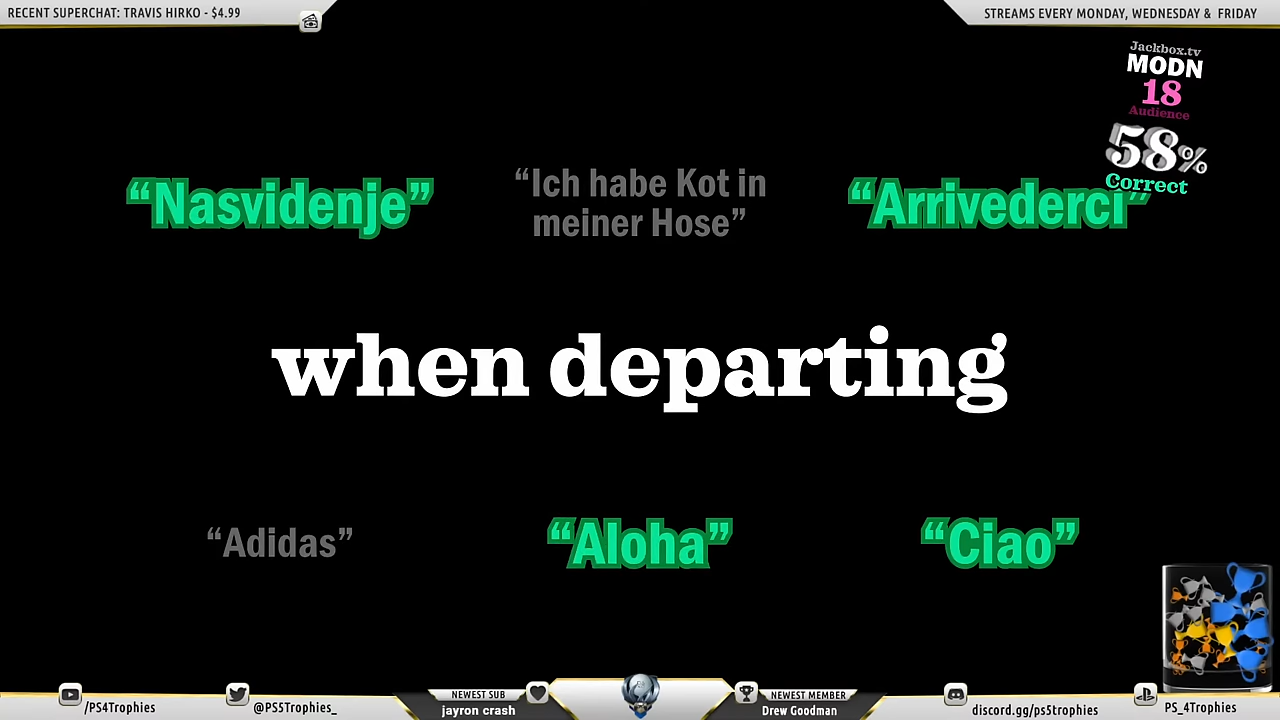 RECENT SUPERCHAT: TRAVIS HIRKO - $4.99
STREAMS EVERY MONDAY, WEDNESDAY & FRIDAY
Jackbox.tv
MODN
18
Audience
58%
Correct
“Nasvidenje”
“Ich habe Kot in
meiner Hose”
“Arrivederci”
when departing
“Adidas”
“Aloha”
“Ciao”
/PS4Trophies
@PS5Trophies_
NEWEST SUB
jayron crash
NEWEST MEMBER
Drew Goodman
discord.gg/ps5trophies
PS_4Trophies